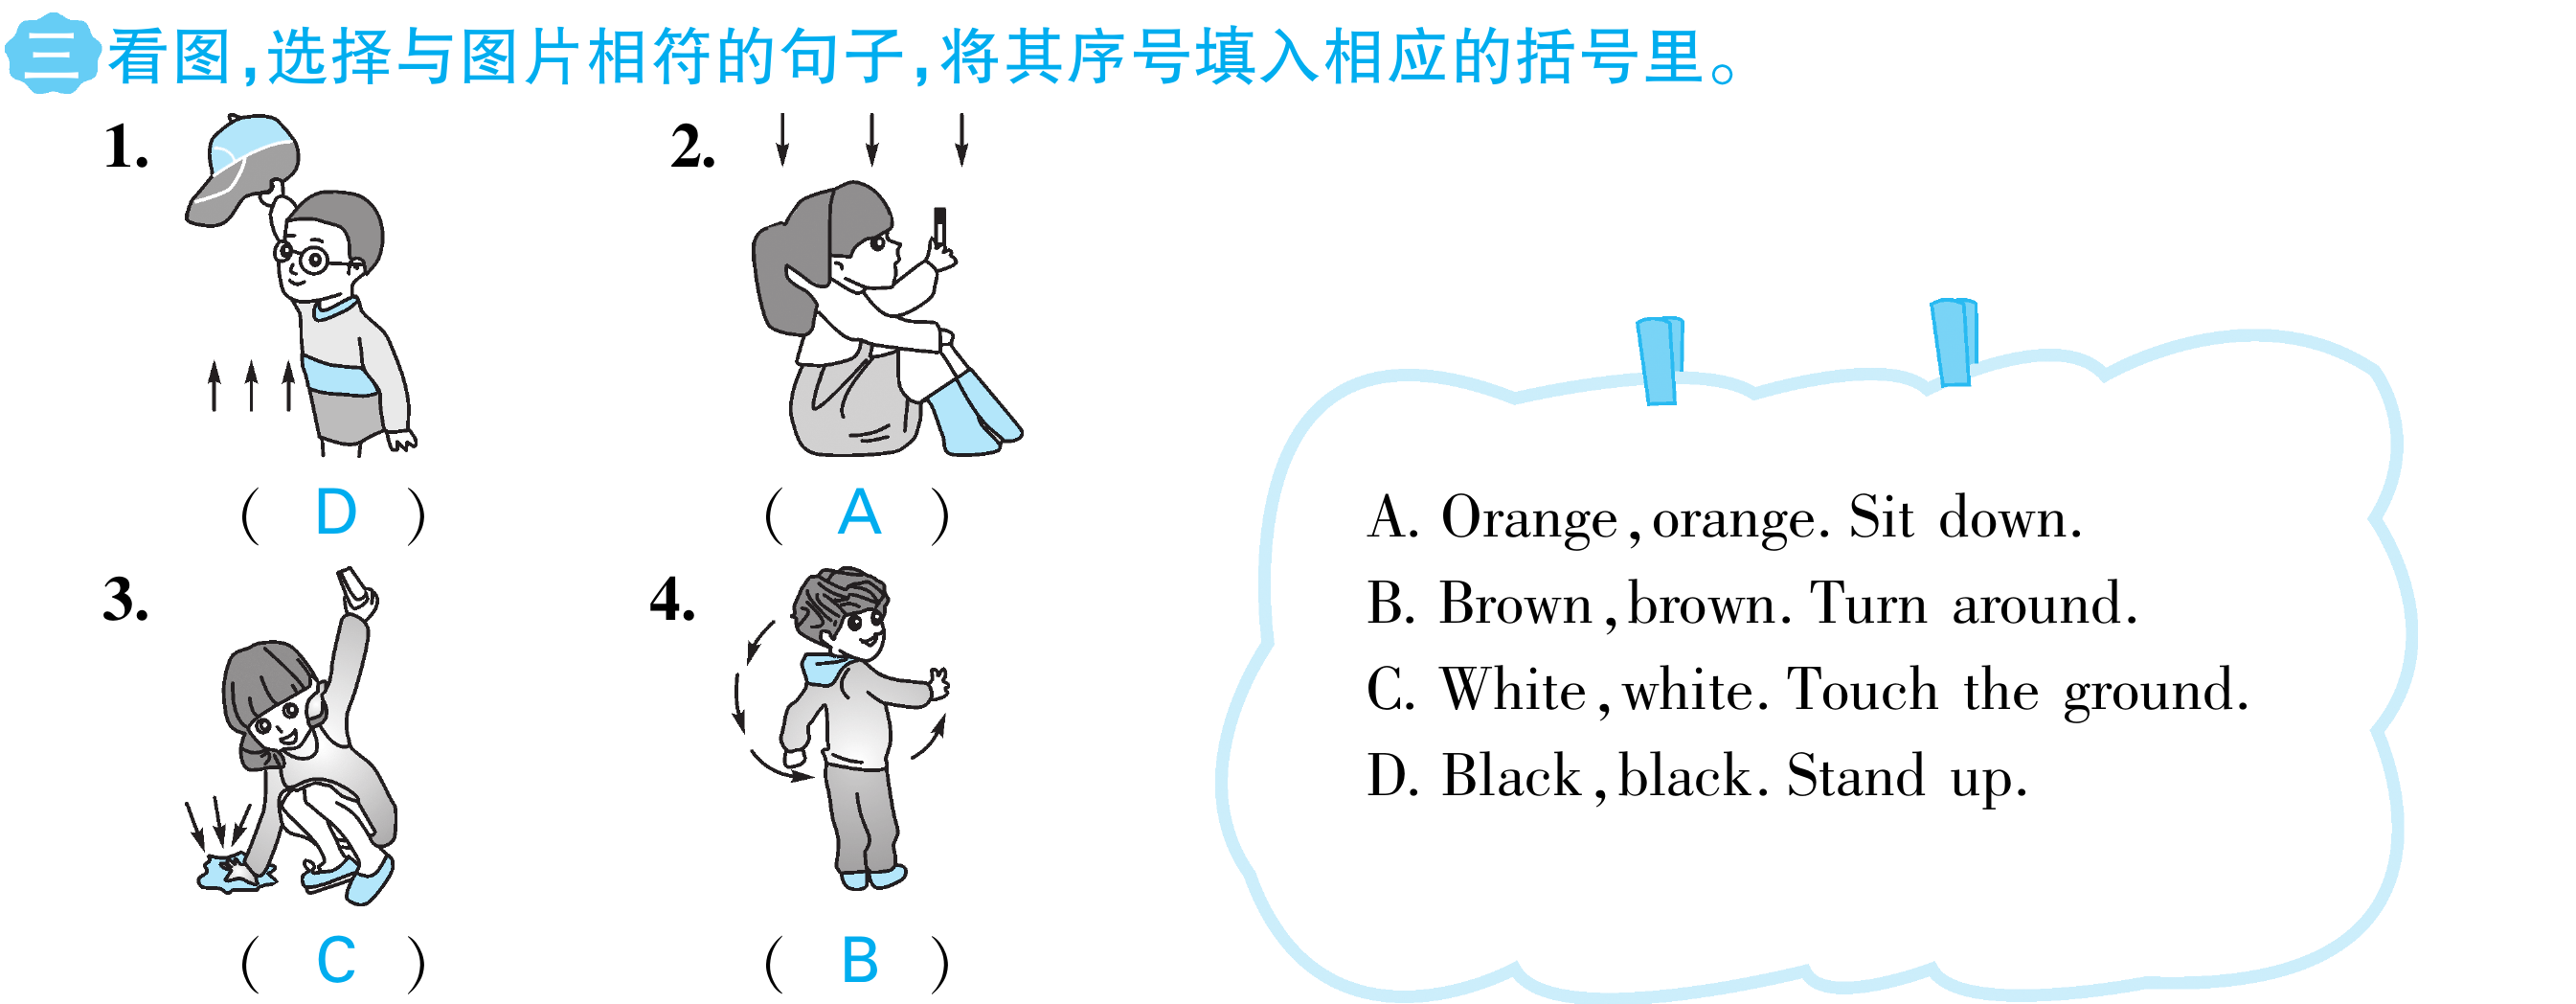 三 看图,选择与图片相符的句子,将其序号填入相应的括号里。
1.
2.
( D )
( A )
3.
4.
( C )
( B )
A. Orange, orange. Sit down.
B. Brown, brown. Turn around.
C. White, white. Touch the ground.
D. Black, black. Stand up.